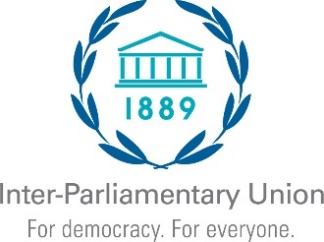 1889
Inter-Parliamentary Union
For democracy. For everyone.